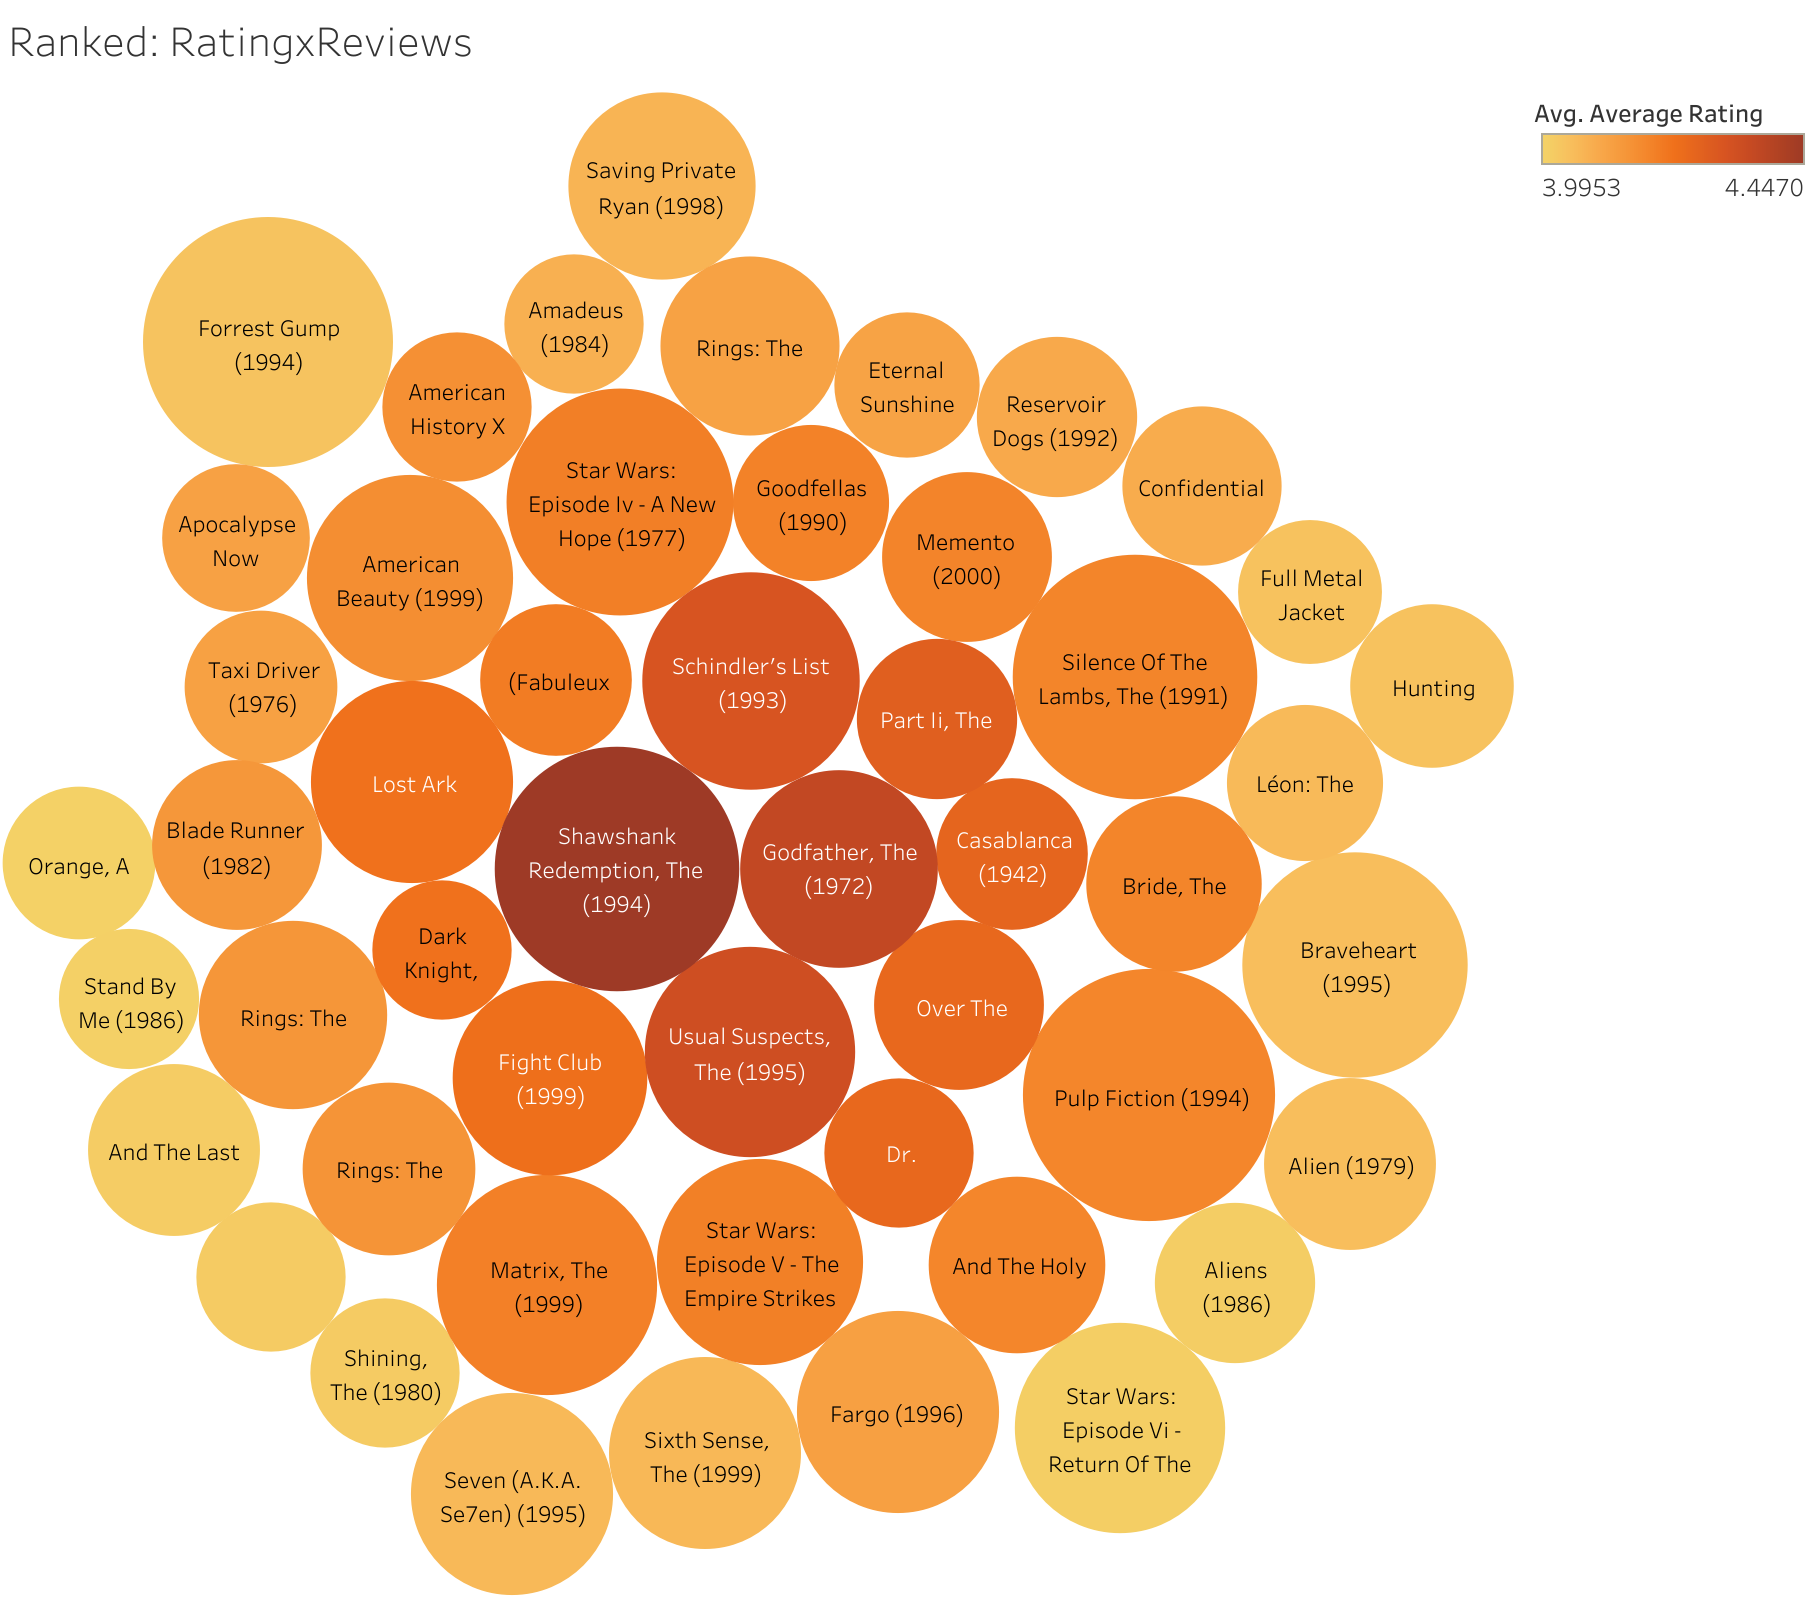 Ranked: RatingxReviews
Avg. Average Rating
3.9953
4.4470
Saving Private
Ryan (1998)
Forrest Gump
(1994)
Amadeus
(1984)
Rings: The
American
History X
Eternal
Sunshine
Reservoir
Dogs (1992)
Star Wars:
Episode Iv - A New
Hope (1977)
Goodfellas
(1990)
Confidential
Apocalypse
Now
American
Beauty (1999)
Memento
(2000)
Full Metal
Jacket
Taxi Driver
(1976)
(Fabuleux
Schindler's List
(1993)
Part Ii, The
Silence Of The
Lambs, The (1991)
Hunting
Lost Ark
Léon: The
Orange, A
Blade Runner
(1982)
Shawshank
Redemption, The
(1994)
Godfather, The
(1972)
Casablanca
(1942)
Bride, The
Dark
Knight,
Braveheart
(1995)
Stand By
Me (1986)
Rings: The
Fight Club
(1999)
Usual Suspects,
The (1995)
Over The
Pulp Fiction (1994)
And The Last
Rings: The
Dr.
Alien (1979)
Matrix, The
(1999)
Star Wars:
Episode V - The
Empire Strikes
And The Holy
Aliens
(1986)
Shining,
The (1980)
Seven (A.K.A.
Se7en) (1995)
Sixth Sense,
The (1999)
Fargo (1996)
Star Wars:
Episode Vi -
Return Of The